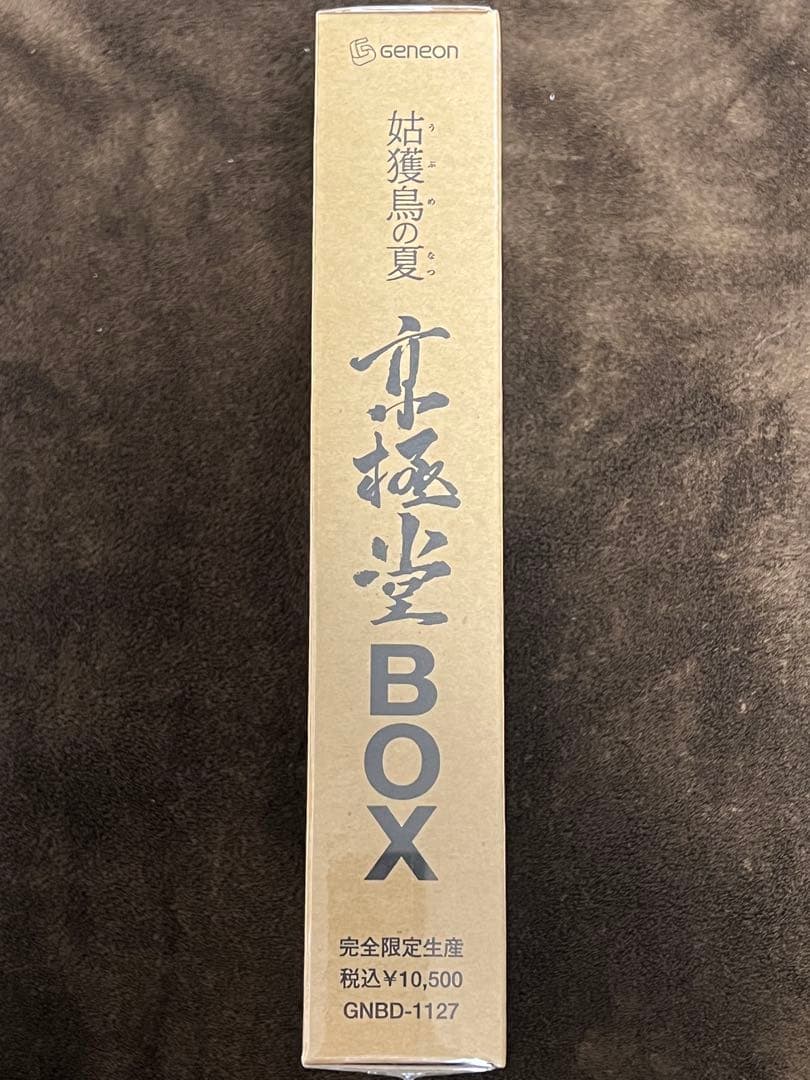 Geneon
姑獲鳥の夏
うぶめ なつ
京極堂
BOX
完全限定生産
税込¥10,500
GNBD-1127